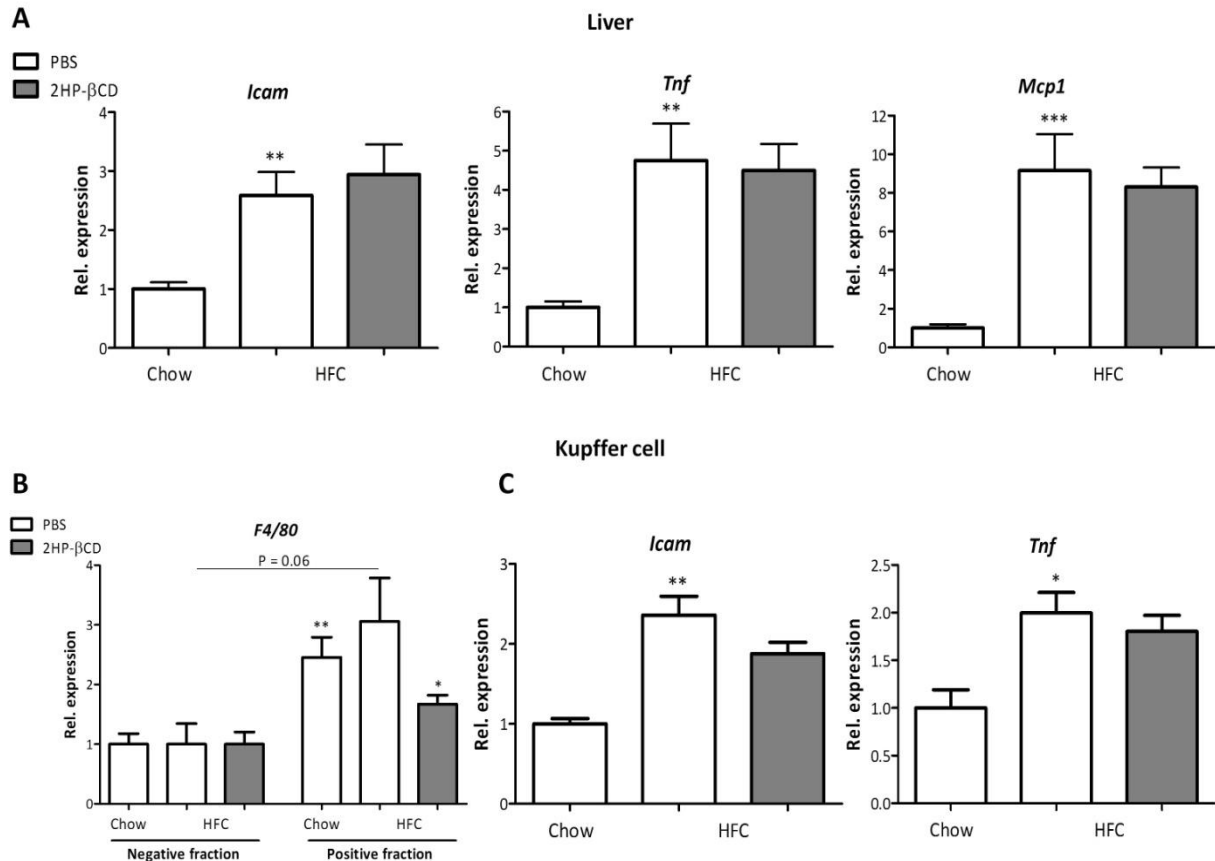 A
Liver
PBS
2HP-βCD
Icam
Rel. expression
4
3
2
1
0
**
Chow
HFC
Tnf
Rel. expression
6
5
4
3
2
1
0
**
Chow
HFC
Mcp1
Rel. expression
12
10
8
6
4
2
0
***
Chow
HFC
Kupffer cell
B
PBS
2HP-βCD
F4/80
P = 0.06
Rel. expression
4
3
2
1
0
**
*
Chow HFC Chow HFC
Negative fraction Positive fraction
C
Icam
Rel. expression
3
2
1
0
**
Chow
HFC
Tnf
Rel. expression
2.5
2.0
1.5
1.0
0.5
0.0
*
Chow
HFC